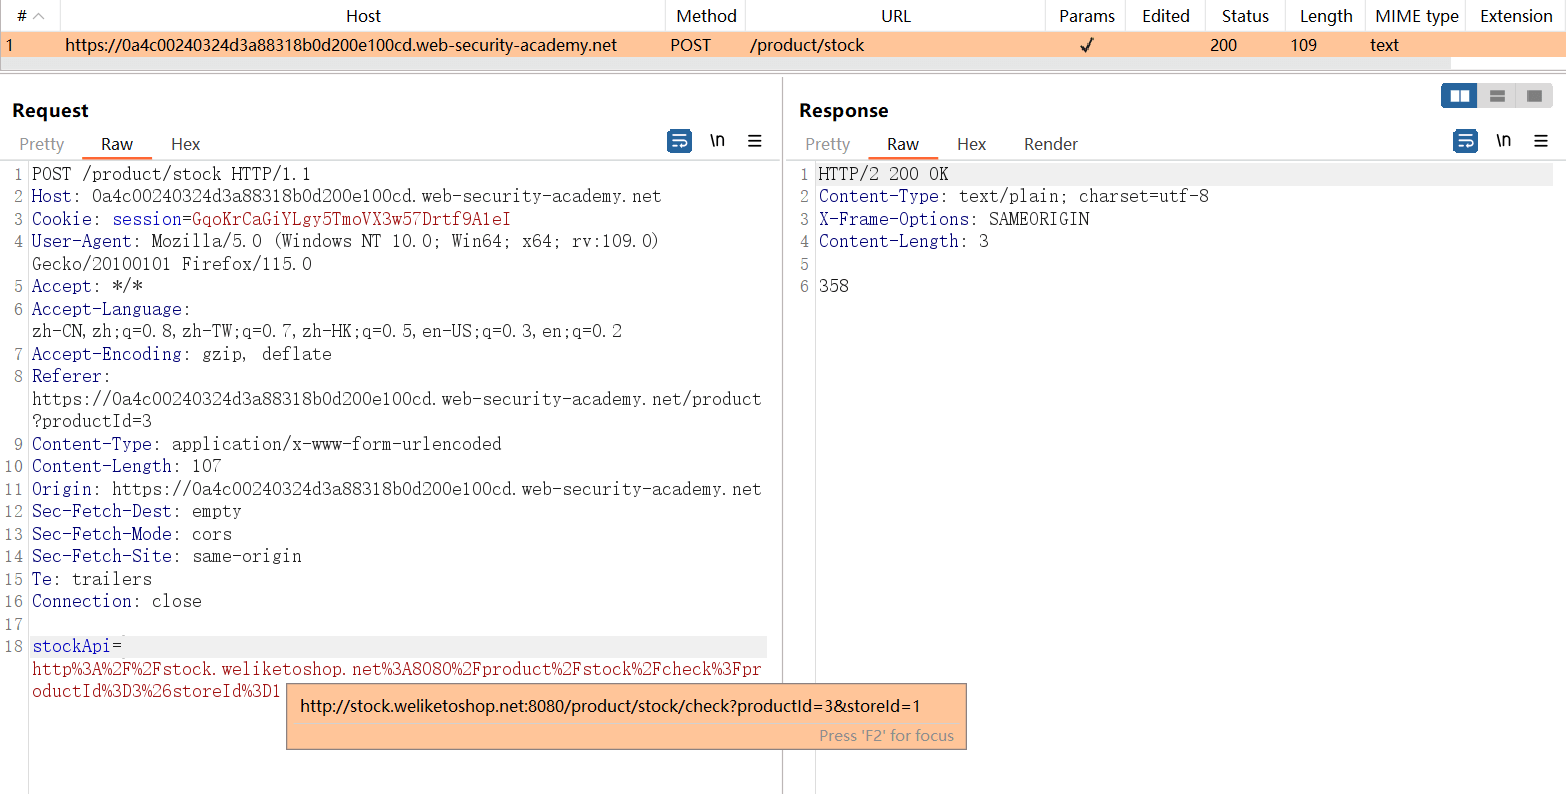 # Host Method URL Params Edited Status Length MIME type Extension
1 https://0a4c00240324d3a88318b0d200e100cd.web-security-academy.net POST /product/stock ✓ 200 109 text
Request
Pretty Raw Hex \n
1 POST /product/stock HTTP/1.1
2 Host: 0a4c00240324d3a88318b0d200e100cd.web-security-academy.net
3 Cookie: session=GqoKrCaGiYLgy5TmoVX3w57Drtf9AleI
4 User-Agent: Mozilla/5.0 (Windows NT 10.0; Win64; x64; rv:109.0)
Gecko/20100101 Firefox/115.0
5 Accept: */*
6 Accept-Language:
zh-CN,zh;q=0.8,zh-TW;q=0.7,zh-HK;q=0.5,en-US;q=0.3,en;q=0.2
7 Accept-Encoding: gzip, deflate
8 Referer:
https://0a4c00240324d3a88318b0d200e100cd.web-security-academy.net/product
?productId=3
9 Content-Type: application/x-www-form-urlencoded
10 Content-Length: 107
11 Origin: https://0a4c00240324d3a88318b0d200e100cd.web-security-academy.net
12 Sec-Fetch-Dest: empty
13 Sec-Fetch-Mode: cors
14 Sec-Fetch-Site: same-origin
15 Te: trailers
16 Connection: close
17
18 stockApi=
http%3A%2F%2Fstock.weliketoshop.net%3A8080%2Fproduct%2Fstock%2Fcheck%3Fpr
oductId%3D3%26storeId%3D1
http://stock.weliketoshop.net:8080/product/stock/check?productId=3&storeId=1
Press 'F2' for focus
Response
Pretty Raw Hex Render \n
1 HTTP/2 200 OK
2 Content-Type: text/plain; charset=utf-8
3 X-Frame-Options: SAMEORIGIN
4 Content-Length: 3
5
6 358